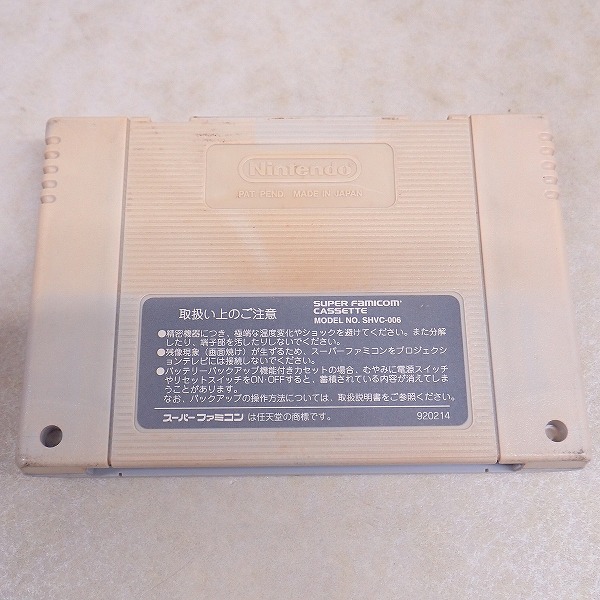 Nintendo
PAT. PEND. MADE IN JAPAN
取扱い上のご注意
SUPER FAMICOM
CASSETTE
MODEL NO. SHVC-006
●精密機器につき、極端な温度変化やショックを避けてください。また分解
したり、端子部を汚したりしないでください。
●残像現象（画面焼け）が生ずるため、スーパーファミコンをプロジェクシ
ョンテレビには接続しないでください。
●バッテリーバックアップ機能付きカセットの場合、むやみに電源スイッチ
やリセットスイッチをON・OFFすると、蓄積されている内容が消えてしま
うことがあります。
なお、バックアップの操作方法については、取扱説明書をご参照ください。
スーパーファミコンは任天堂の商標です。
920214